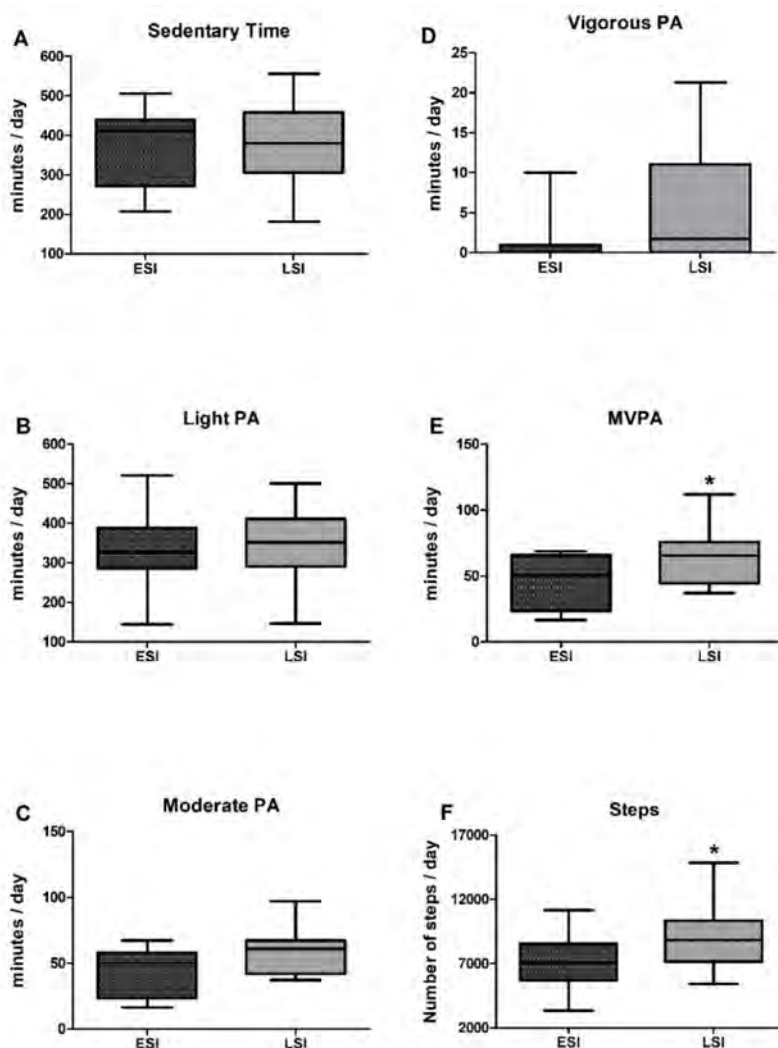 A
Sedentary Time
minutes / day
600
500
400
300
200
100
ESI
LSI
D
Vigorous PA
minutes / day
25
20
15
10
5
0
ESI
LSI
B
Light PA
minutes / day
600
500
400
300
200
100
ESI
LSI
E
MVPA
minutes / day
150
100
50
0
*
ESI
LSI
C
Moderate PA
minutes / day
150
100
50
0
ESI
LSI
F
Steps
Number of steps / day
17000
12000
7000
2000
*
ESI
LSI